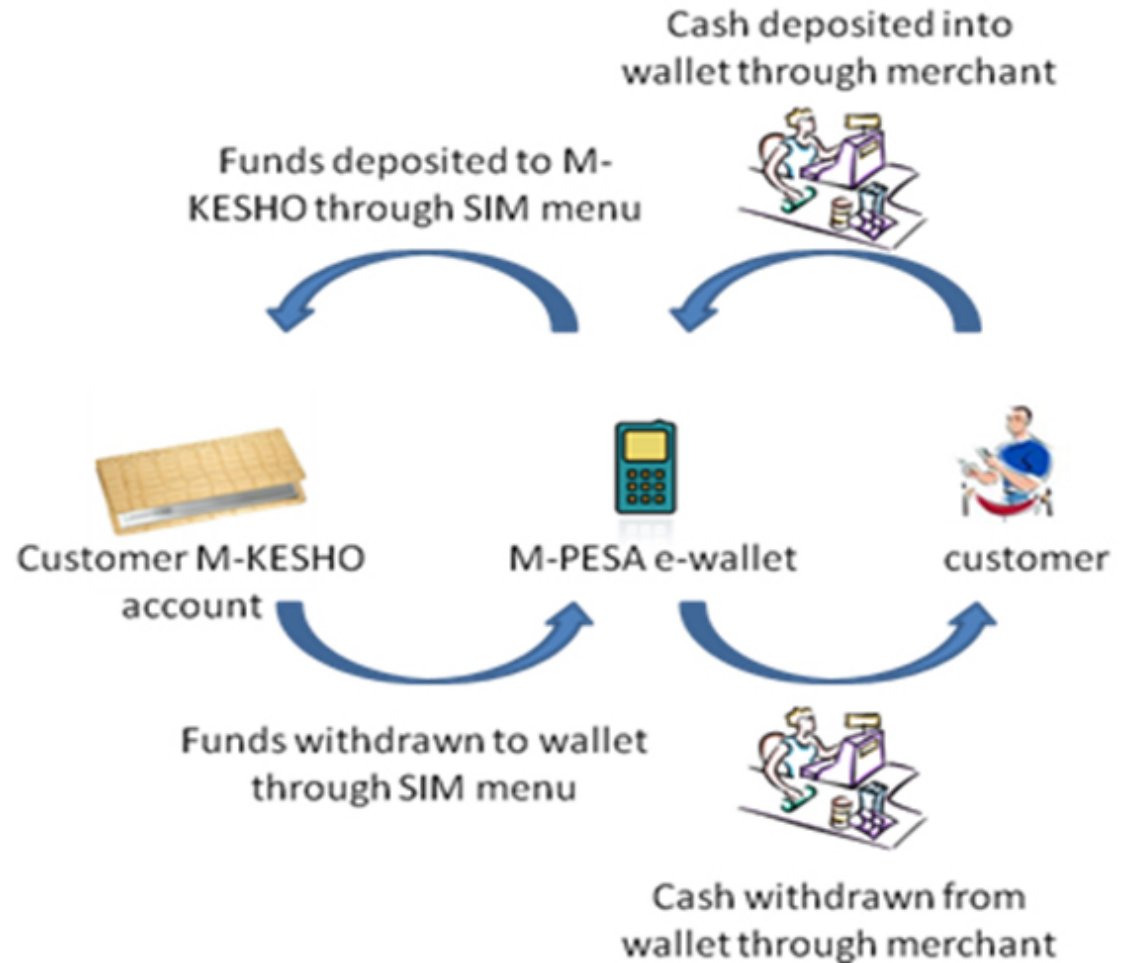 Cash deposited into
wallet through merchant
Funds deposited to M-
KESHO through SIM menu
Customer M-KESHO
account
M-PESA e-wallet
customer
Funds withdrawn to wallet
through SIM menu
Cash withdrawn from
wallet through merchant